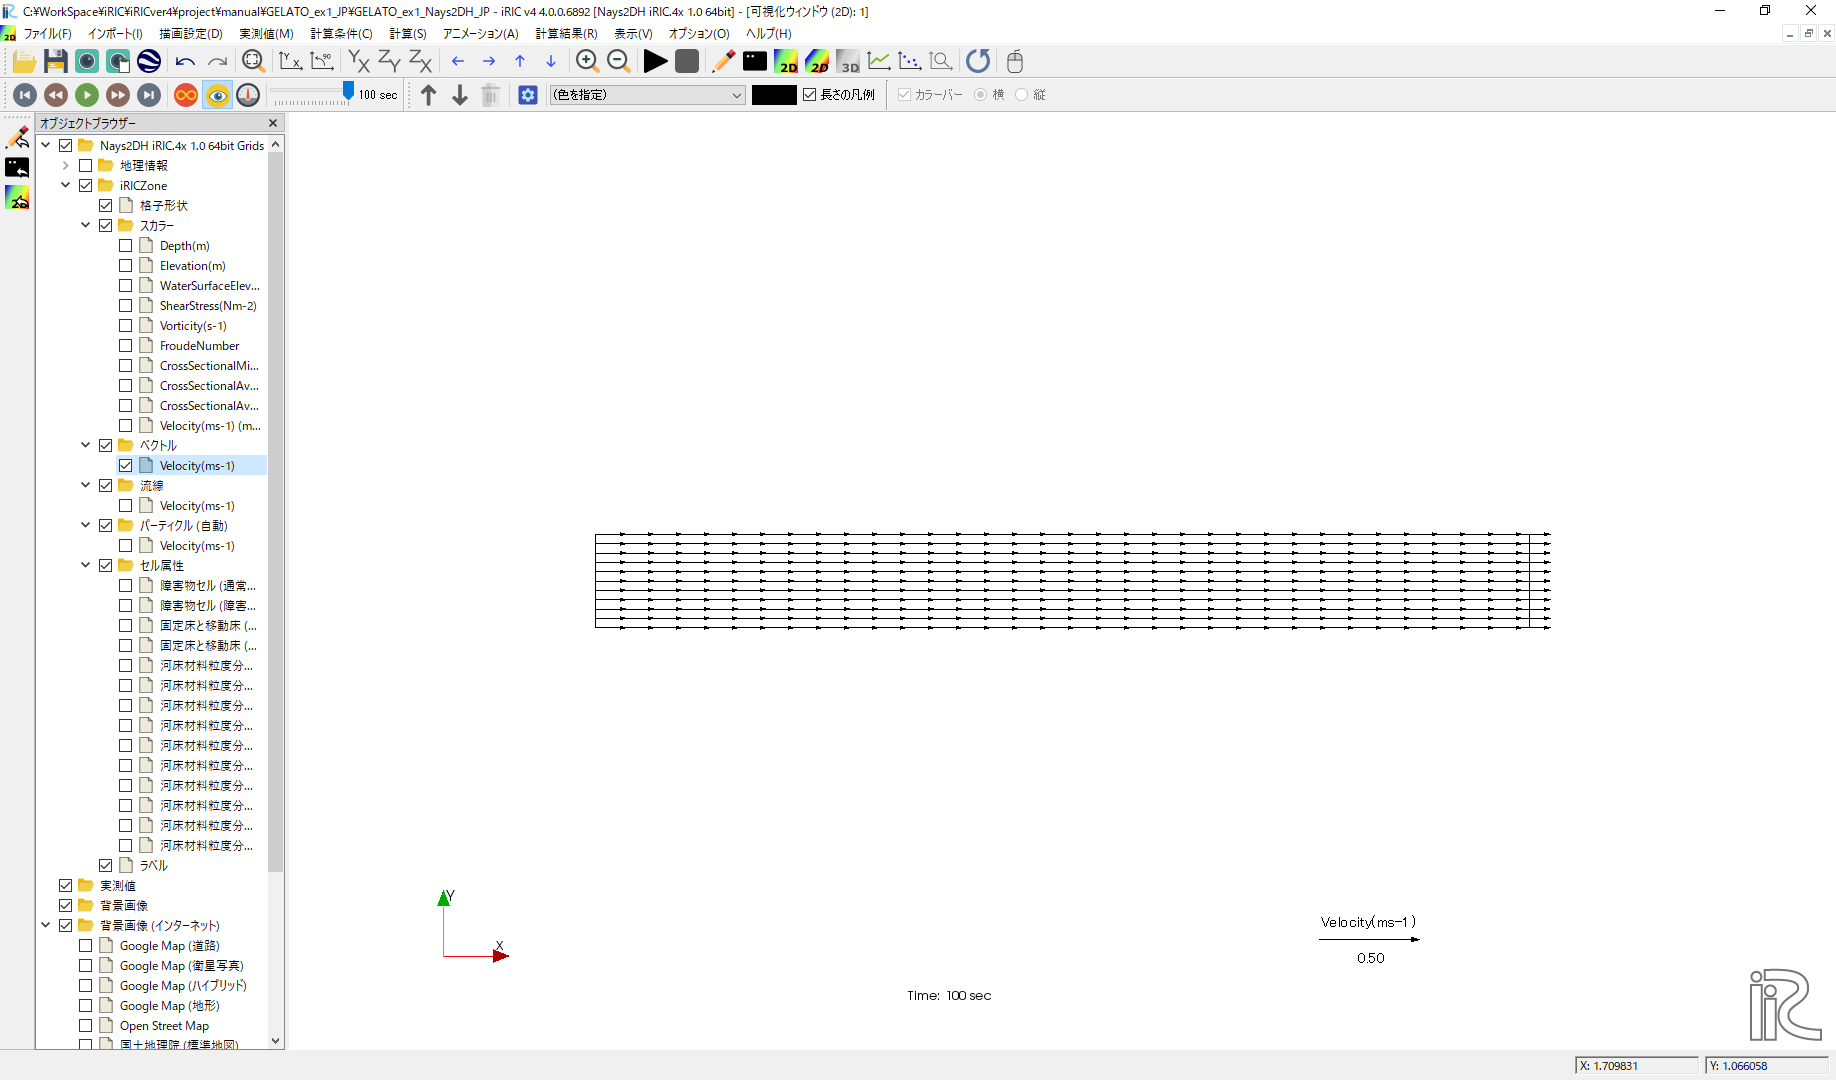 C:¥WorkSpace¥iRIC¥iRICver4¥project¥manual¥GELATO_ex1_JP¥GELATO_ex1_Nays2DH_JP - iRIC v4 4.0.0.6892 [Nays2DH iRIC.4x 1.0 64bit] - [可視化ウィンドウ (2D): 1]
ファイル(F) インポート(I) 描画設定(D) 実測値(M) 計算条件(C) 計算(S) アニメーション(A) 計算結果(R) 表示(V) オプション(O) ヘルプ(H)
100 sec (色を指定) 長さの凡例 カラーバー 横 縦
オブジェクトブラウザー
Nays2DH iRIC.4x 1.0 64bit Grids
地理情報
iRICZone
格子形状
スカラー
Depth(m)
Elevation(m)
WaterSurfaceElev...
ShearStress(Nm-2)
Vorticity(s-1)
FroudeNumber
CrossSectionalMi...
CrossSectionalAv...
CrossSectionalAv...
Velocity(ms-1) (m...
ベクトル
Velocity(ms-1)
流線
Velocity(ms-1)
パーティクル (自動)
Velocity(ms-1)
セル属性
障害物セル (通常...
障害物セル (障害...
固定床と移動床 (...
固定床と移動床 (...
河床材料粒度分...
河床材料粒度分...
河床材料粒度分...
河床材料粒度分...
河床材料粒度分...
河床材料粒度分...
河床材料粒度分...
河床材料粒度分...
河床材料粒度分...
河床材料粒度分...
ラベル
実測値
背景画像
背景画像 (インターネット)
Google Map (道路)
Google Map (衛星写真)
Google Map (ハイブリッド)
Google Map (地形)
Open Street Map
国土地理院 (標準地図)
Y
X
Velocity(ms-1)
0.50
Time: 100 sec
iRIC
X: 1.709831
Y: 1.066058